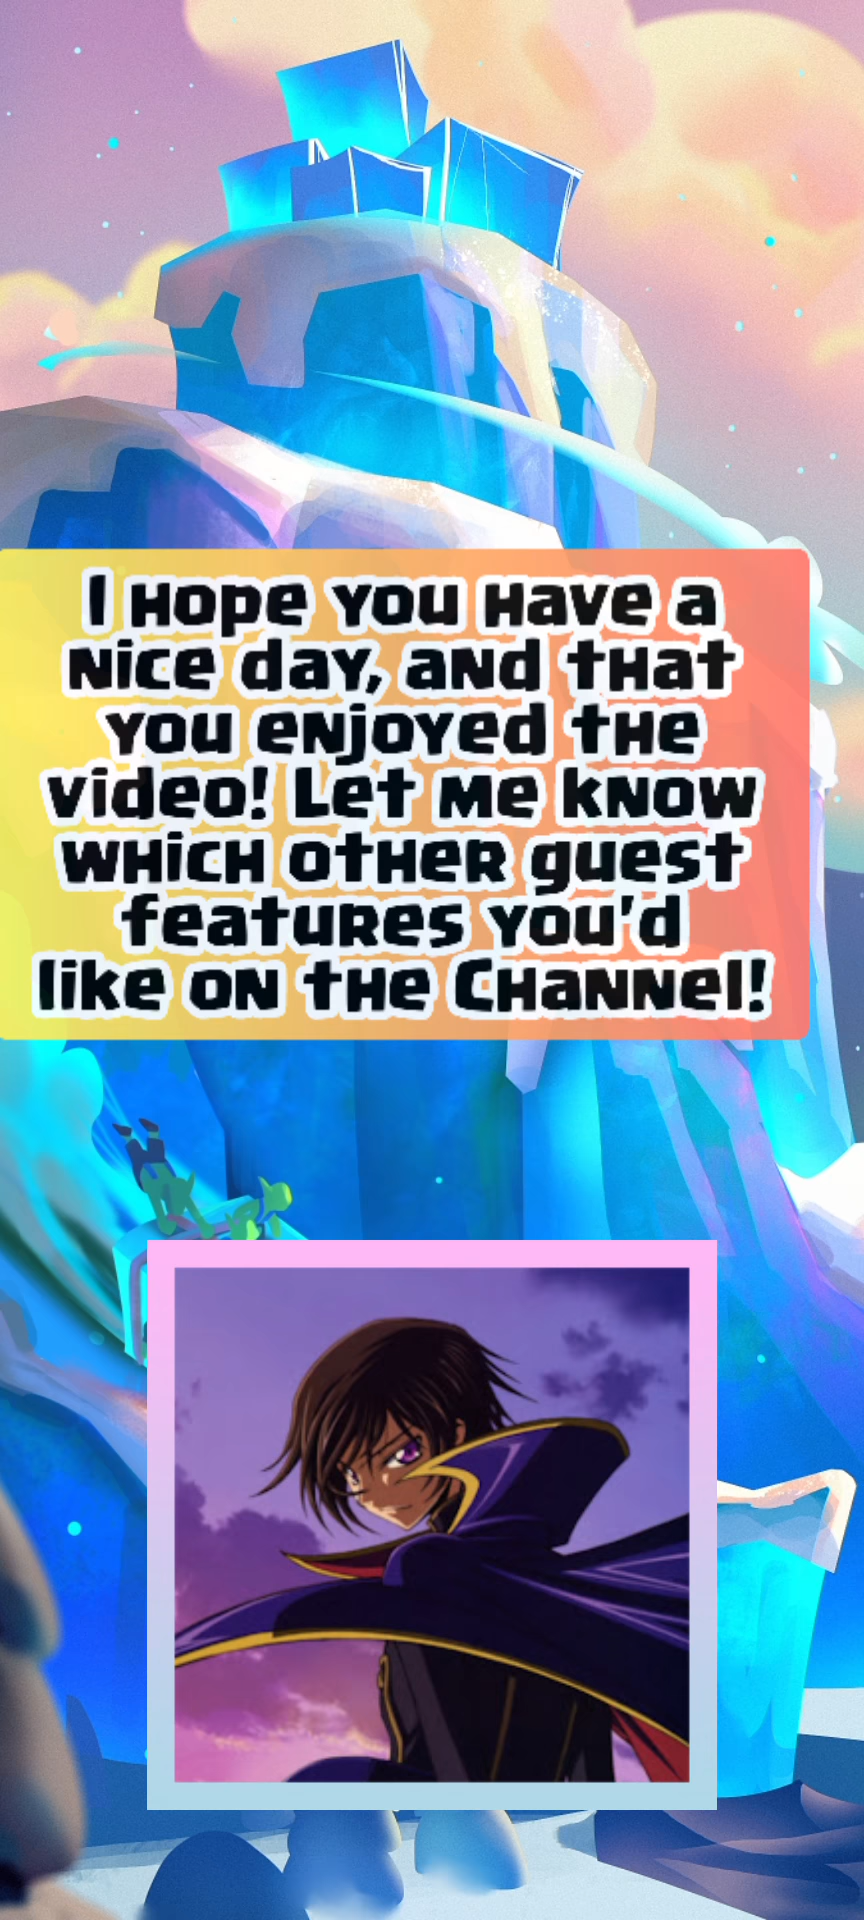 I Hope you Have a
Nice day, and that
you enjoyed the
video! Let me know
which other guest
features you'd
like on the Channel!